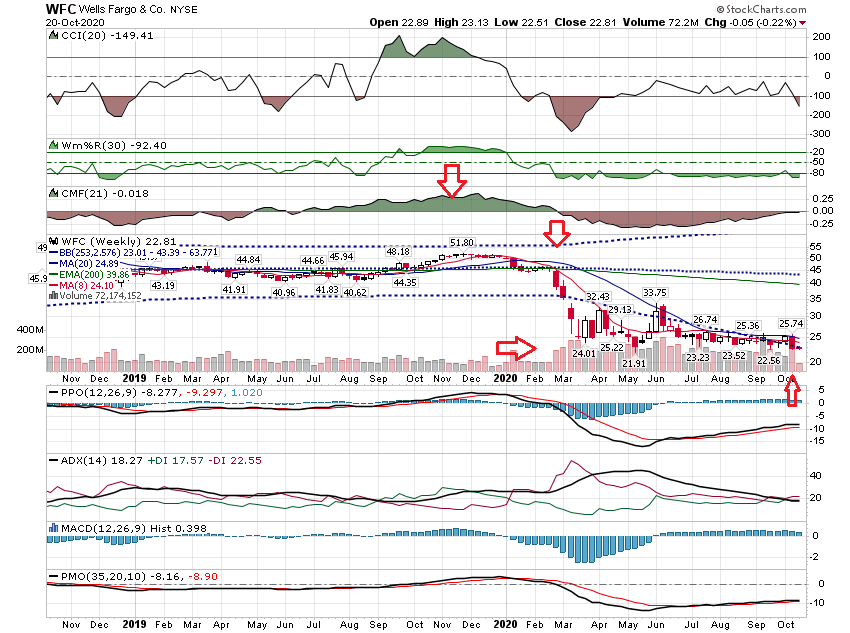 WFC Wells Fargo & Co. NYSE
© StockCharts.com
20-Oct-2020
Open 22.89 High 23.13 Low 22.51 Close 22.81 Volume 72.2M Chg -0.05 (-0.22%)
CCI(20) -149.41
200
100
0
-100
-200
-300
Wm%R(30) -92.40
-20
-50
-80
CMF(21) -0.018
0.25
0.00
-0.25
WFC (Weekly) 22.81
BB(253,2.576) 23.01 - 43.39 - 63.771
MA(20) 24.89
EMA(200) 39.86
MA(8) 24.10
Volume 72,174,152
49
45.9
43.19
44.84
41.91
40.96
44.66
41.83
45.94
40.62
48.18
44.35
51.80
32.43
24.01
29.13
25.22
21.91
33.75
26.74
23.23
23.52
25.36
22.56
25.74
55
50
45
40
35
30
25
20
400M
200M
Nov Dec 2019 Feb Mar Apr May Jun Jul Aug Sep Oct Nov Dec 2020 Feb Mar Apr May Jun Jul Aug Sep Oct
PPO(12,26,9) -8.277, -9.297, 1.020
5
0
-5
-10
-15
ADX(14) 18.27 +DI 17.57 -DI 22.55
40
20
MACD(12,26,9) Hist 0.398
0
-2
PMO(35,20,10) -8.16, -8.90
0
-10
Nov Dec 2019 Feb Mar Apr May Jun Jul Aug Sep Oct Nov Dec 2020 Feb Mar Apr May Jun Jul Aug Sep Oct